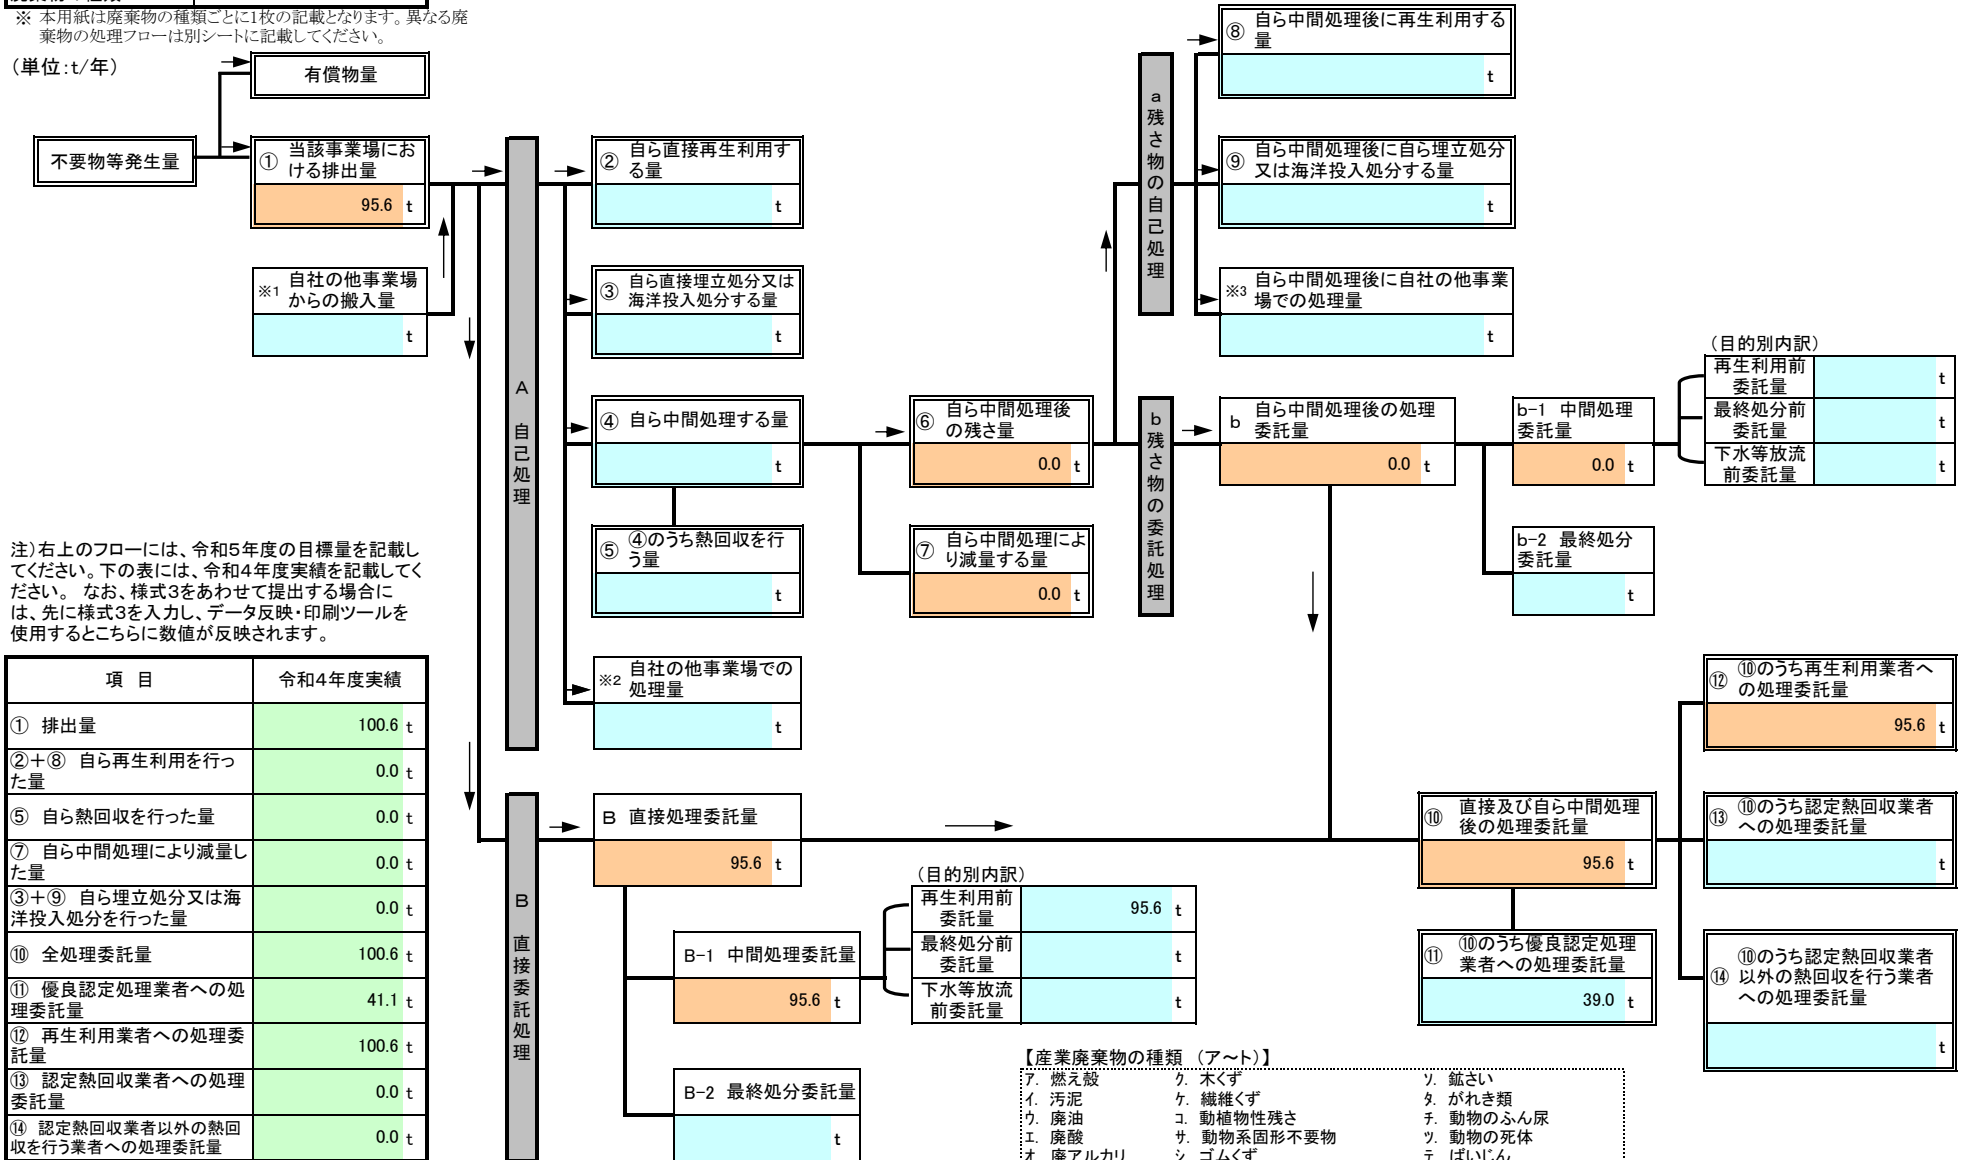 ※ 本用紙は廃棄物の種類ごとに1枚の記載となります。異なる廃
棄物の処理フローは別シートに記載してください。
(単位:t/年)
有償物量
不要物等発生量
① 当該事業場にお
ける排出量
95.6 t
※1 自社の他事業場
からの搬入量
t
A 自己処理
② 自ら直接再生利用す
る量
t
③ 自ら直接埋立処分又は
海洋投入処分する量
t
④ 自ら中間処理する量
t
⑤ ④のうち熱回収を行
う量
t
※2 自社の他事業場での
処理量
t
⑥ 自ら中間処理後
の残さ量
0.0 t
⑦ 自ら中間処理によ
り減量する量
0.0 t
a 残さ物の自己処理
⑧ 自ら中間処理後に再生利用する
量
t
⑨ 自ら中間処理後に自ら埋立処分
又は海洋投入処分する量
t
※3 自ら中間処理後に自社の他事業
場での処理量
t
b 残さ物の委託処理
b 自ら中間処理後の処理
委託量
0.0 t
b-1 中間処理
委託量
0.0 t
b-2 最終処分
委託量
t
(目的別内訳)
再生利用前
委託量
t
最終処分前
委託量
t
下水等放流
前委託量
t
注)右上のフローには、令和5年度の目標量を記載し
てください。下の表には、令和4年度実績を記載してく
ださい。 なお、様式3をあわせて提出する場合に
は、先に様式3を入力し、データ反映・印刷ツールを
使用するとこちらに数値が反映されます。
項 目 令和4年度実績
① 排出量 100.6 t
②+⑧ 自ら再生利用を行っ
た量 0.0 t
⑤ 自ら熱回収を行った量 0.0 t
⑦ 自ら中間処理により減量し
た量 0.0 t
③+⑨ 自ら埋立処分又は海
洋投入処分を行った量 0.0 t
⑩ 全処理委託量 100.6 t
⑪ 優良認定処理業者への処
理委託量 41.1 t
⑫ 再生利用業者への処理委
託量 100.6 t
⑬ 認定熱回収業者への処理
委託量 0.0 t
⑭ 認定熱回収業者以外の熱回
収を行う業者への処理委託量 0.0 t
B 直接委託処理
B 直接処理委託量
95.6 t
B-1 中間処理委託量
95.6 t
B-2 最終処分委託量
t
(目的別内訳)
再生利用前
委託量
95.6 t
最終処分前
委託量
t
下水等放流
前委託量
t
⑩ 直接及び自ら中間処理
後の処理委託量
95.6 t
⑪ ⑩のうち優良認定処理
業者への処理委託量
39.0 t
⑫ ⑩のうち再生利用業者へ
の処理委託量
95.6 t
⑬ ⑩のうち認定熱回収業者
への処理委託量
t
⑭ ⑩のうち認定熱回収業者
以外の熱回収を行う業者
への処理委託量
t
【産業廃棄物の種類 (ア~ト)】
ア. 燃え殻 ク. 木くず ソ. 鉱さい
イ. 汚泥 ケ. 繊維くず タ. がれき類
ウ. 廃油 コ. 動植物性残さ チ. 動物のふん尿
エ. 廃酸 サ. 動物系固形不要物 ツ. 動物の死体
オ. 廃アルカリ シ. ゴムくず テ. ばいじん